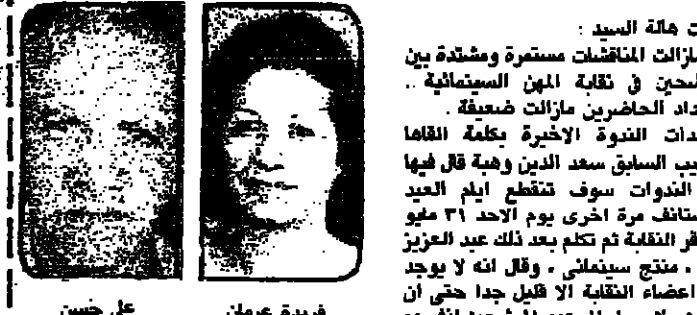 ت هالة السيد :
مازالت المناقشات مستمرة ومشتدة بين
شحين في نقابة المهن السينمائية ..
داد الحاضرين مازالت ضعيفة .
دات الندوة الاخيرة بكلمة القاها
يب السابق سعد الدين وهبة قال فيها
الندوات سوف تنقطع ايام العيد
ستانف مرة اخرى يوم الاحد ٣١ مايو
قر النقابة ثم تكلم بعد ذلك عبد العزيز
، منتج سينمائى ، وقال انه لا يوجد
اعضاء النقابة الا قليل جدا حتى أن
فريدة عرمان
على حسن